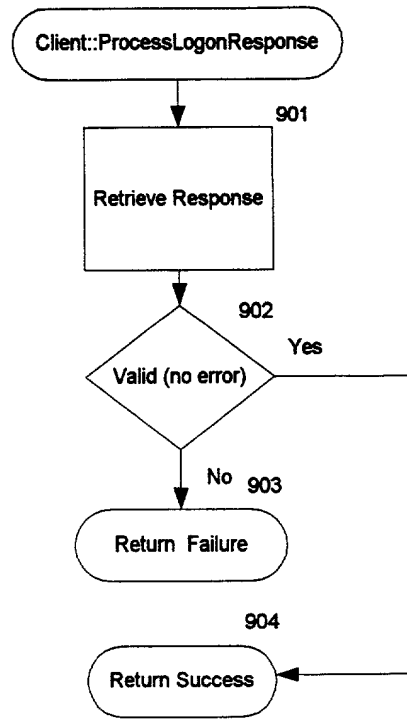 Client::ProcessLogonResponse
901
Retrieve Response
902
Valid (no error)
Yes
No
903
Return Failure
904
Return Success